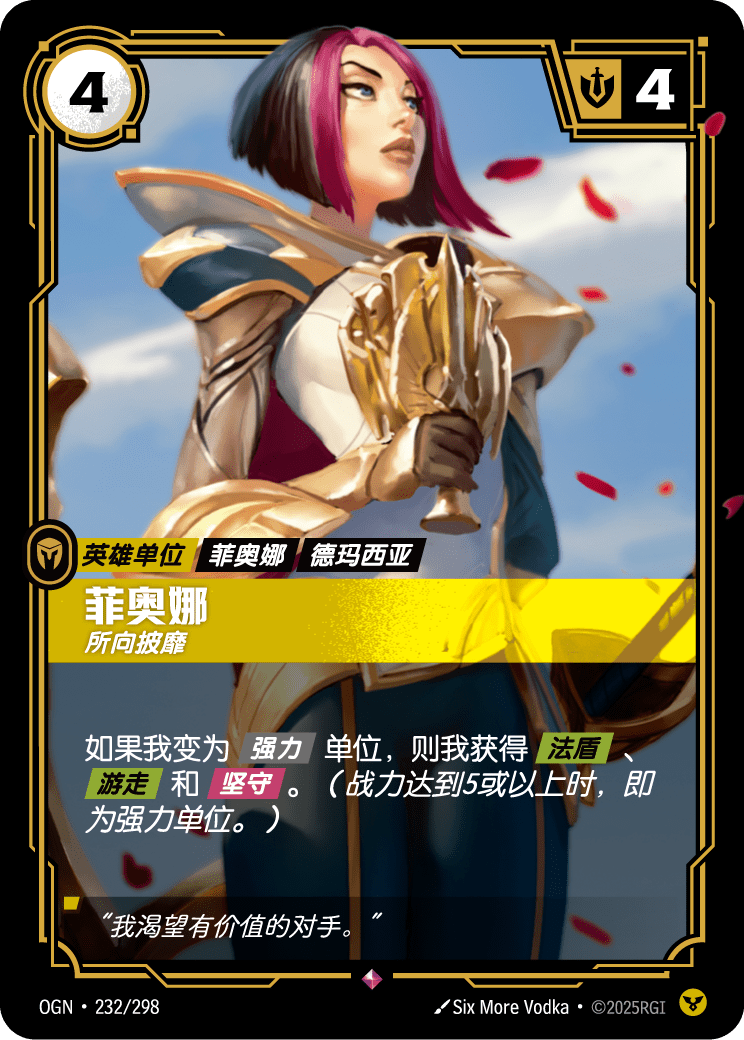 4
4
英雄单位 菲奥娜 德玛西亚
菲奥娜
所向披靡
如果我变为 强力 单位，则我获得 法盾 、
游走 和 坚守 。（战力达到5或以上时，即
为强力单位。）
“我渴望有价值的对手。”
OGN • 232/298 Six More Vodka • ©2025RGI